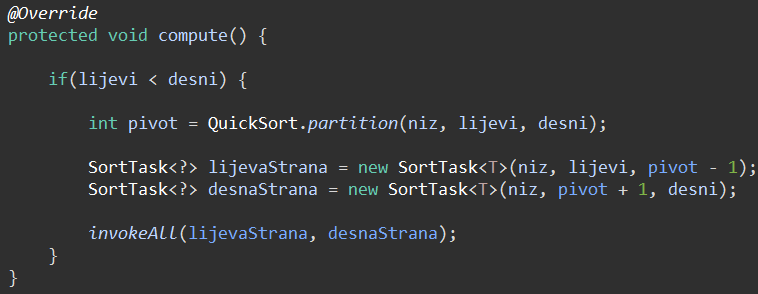 @Override
protected void compute() {
if(lijevi < desni) {
int pivot = QuickSort.partition(niz, lijevi, desni);
SortTask<?> lijevaStrana = new SortTask<T>(niz, lijevi, pivot - 1);
SortTask<?> desnaStrana = new SortTask<T>(niz, pivot + 1, desni);
invokeAll(lijevaStrana, desnaStrana);
}
}